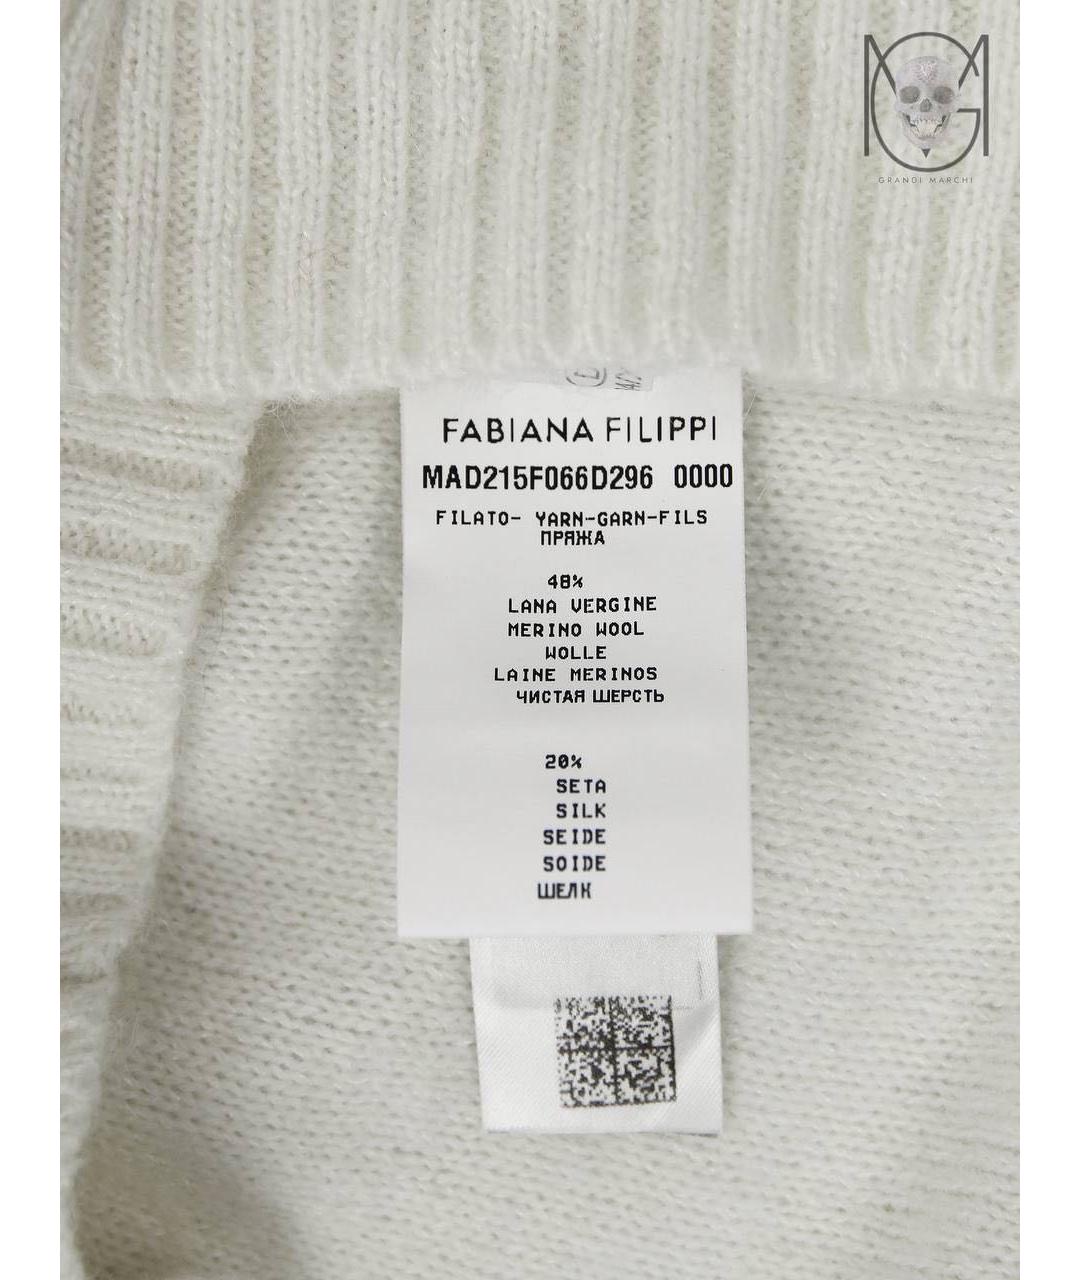 GRANDI MARCHI
FABIANA FILIPPI
MAD215F066D296 0000
FILATO- YARN-GARN-FILS
ПРЯЖА
48%
LANA VERGINE
MERINO WOOL
WOLLE
LAINE MERINOS
ЧИСТАЯ ШЕРСТЬ
20%
SETA
SILK
SEIDE
SOIDE
ШЕЛК